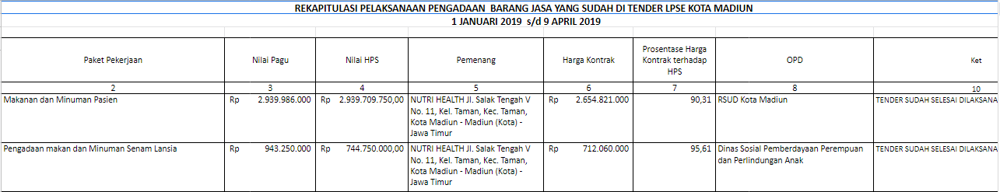 REKAPITULASI PELAKSANAAN PENGADAAN BARANG JASA YANG SUDAH DI TENDER LPSE KOTA MADIUN
1 JANUARI 2019 s/d 9 APRIL 2019
Paket Pekerjaan
Nilai Pagu
Nilai HPS
Pemenang
Harga Kontrak
Prosentase Harga
Kontrak terhadap
HPS
OPD
Ket
2 3 4 5 6 7 8 10
Makanan dan Minuman Pasien
Rp 2.939.986.000
Rp 2.939.709.750,00
NUTRI HEALTH Jl. Salak Tengah V
No. 11, Kel. Taman, Kec. Taman,
Kota Madiun - Madiun (Kota) -
Jawa Timur
Rp 2.654.821.000
90,31
RSUD Kota Madiun
TENDER SUDAH SELESAI DILAKSANA
Pengadaan makan dan Minuman Senam Lansia
Rp 943.250.000
Rp 744.750.000,00
NUTRI HEALTH Jl. Salak Tengah V
No. 11, Kel. Taman, Kec. Taman,
Kota Madiun - Madiun (Kota) -
Jawa Timur
Rp 712.060.000
95,61
Dinas Sosial Pemberdayaan Perempuan
dan Perlindungan Anak
TENDER SUDAH SELESAI DILAKSANA